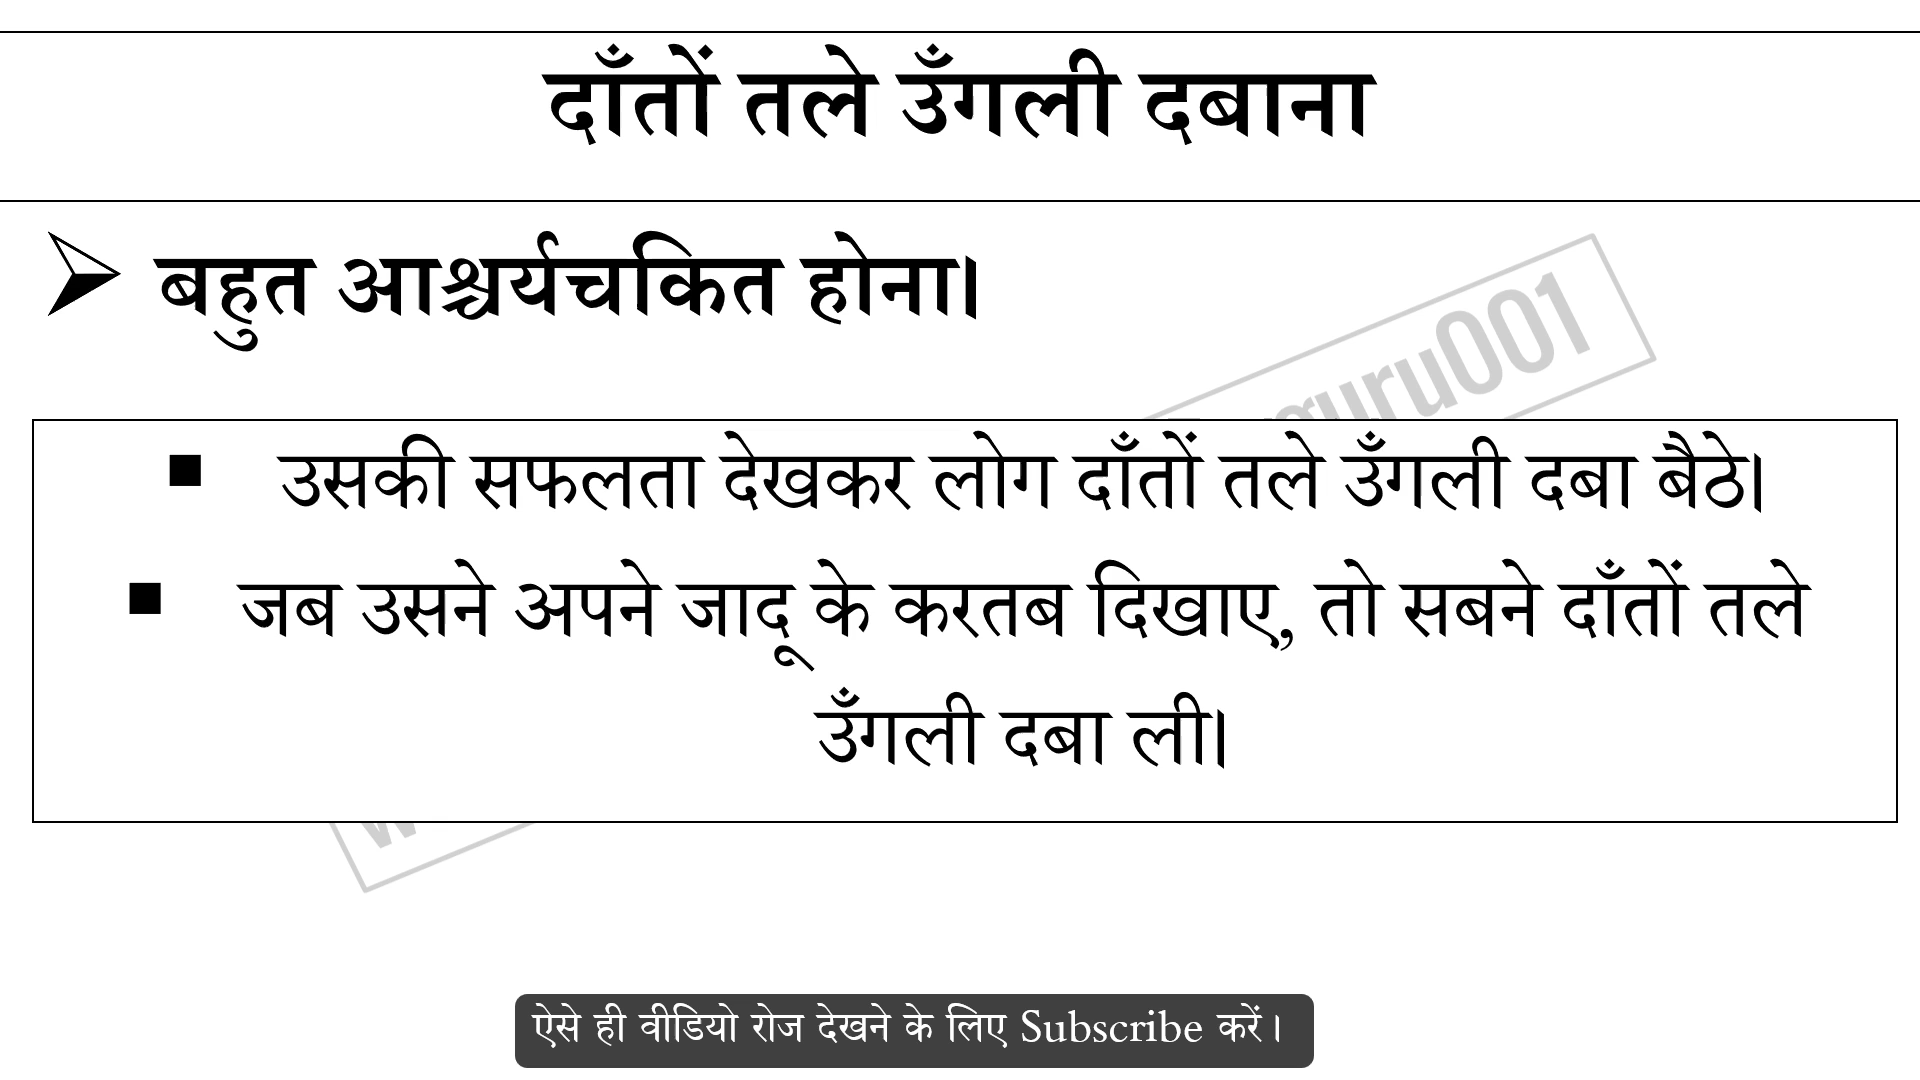 दाँतों तले उँगली दबाना
बहुत आश्चर्यचकित होना।
guru001
उसकी सफलता देखकर लोग दाँतों तले उँगली दबा बैठे।
जब उसने अपने जादू के करतब दिखाए, तो सबने दाँतों तले
उँगली दबा ली।
ऐसे ही वीडियो रोज देखने के लिए Subscribe करें।